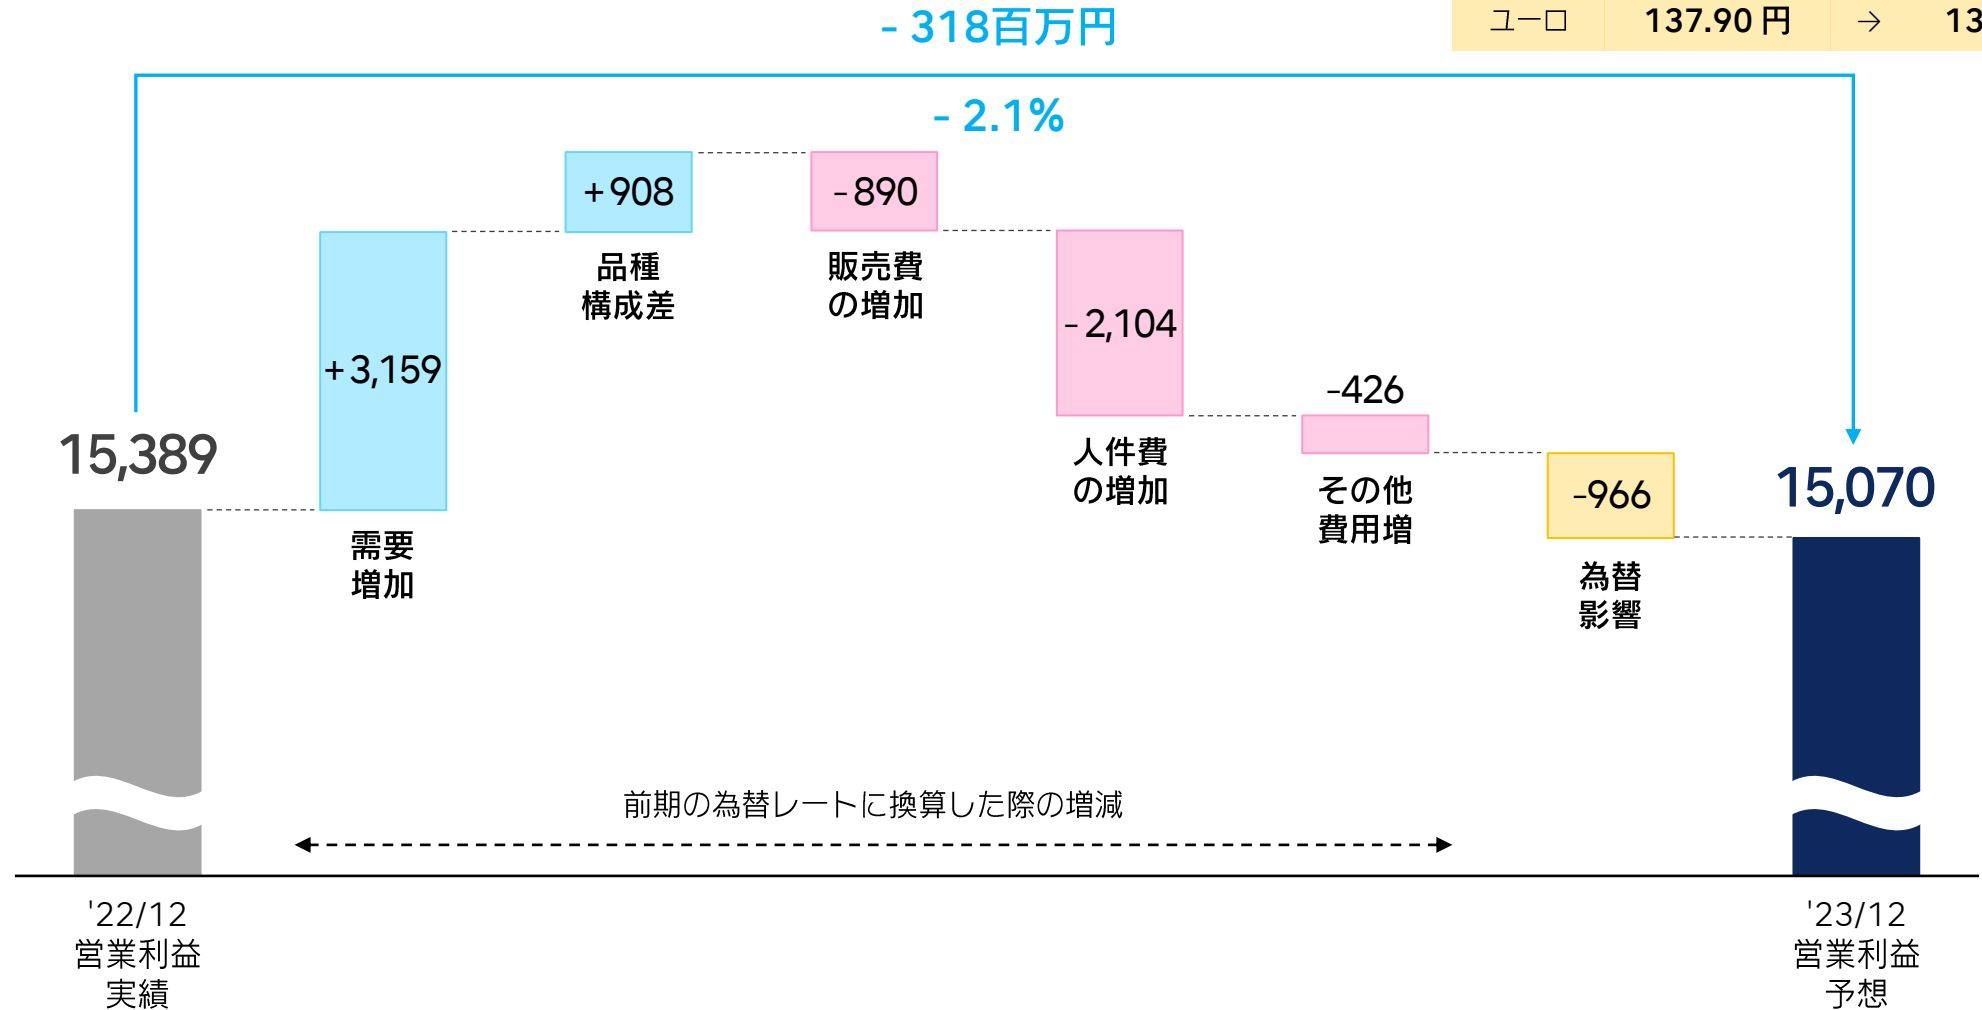 - 318百万円
ユーロ 137.90 円 → 13
- 2.1%
+908
-890
品種
構成差
販売費
の増加
-2,104
+3,159
-426
15,389
人件費
の増加
その他
費用増
-966
15,070
需要
増加
為替
影響
前期の為替レートに換算した際の増減
'22/12
営業利益
実績
'23/12
営業利益
予想